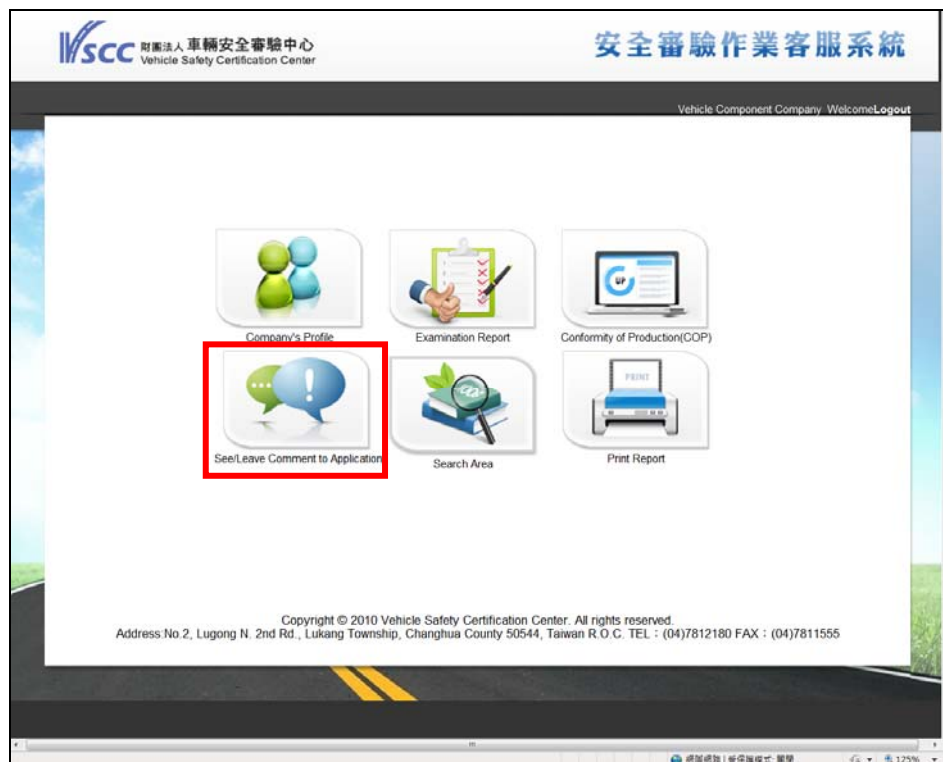 VSCC 財團法人車輛安全審驗中心
Vehicle Safety Certification Center
安全審驗作業客服系統
Vehicle Component Company WelcomeLogout
UP
Company's Profile
Examination Report
Conformity of Production(COP)
PRINT
See/Leave Comment to Application
Search Area
Print Report
Copyright © 2010 Vehicle Safety Certification Center. All rights reserved.
Address:No.2, Lugong N. 2nd Rd., Lukang Township, Changhua County 50544, Taiwan R.O.C. TEL：(04)7812180 FAX：(04)7811555
125%